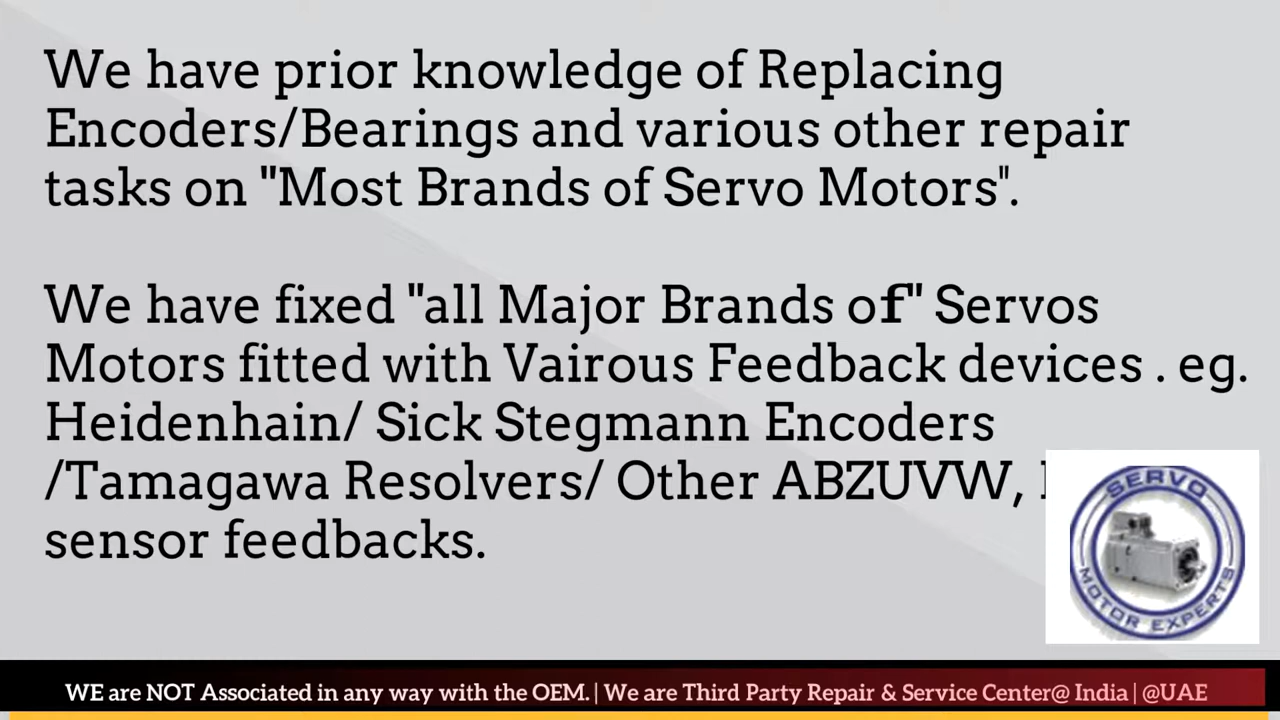 We have prior knowledge of Replacing
Encoders/Bearings and various other repair
tasks on "Most Brands of Servo Motors".
We have fixed "all Major Brands of" Servos
Motors fitted with Vairous Feedback devices . eg.
Heidenhain/ Sick Stegmann Encoders
/Tamagawa Resolvers/ Other ABZUVW,
sensor feedbacks.
SERVO
MOTOR EXPERTS
WE are NOT Associated in any way with the OEM. | We are Third Party Repair & Service Center@ India | @UAE